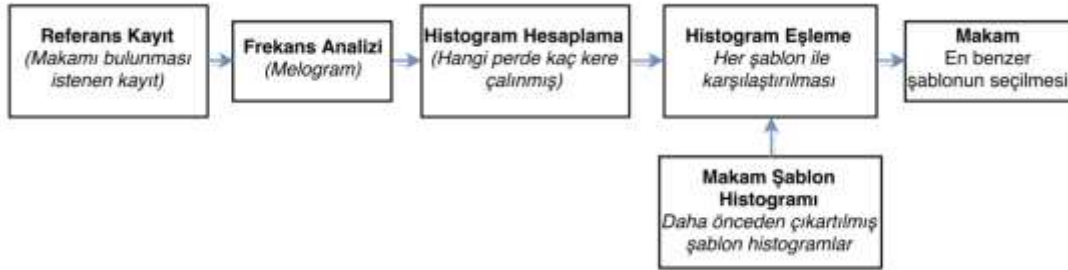 Referans Kayıt
(Makamı bulunması
istenen kayıt)
Frekans Analizi
(Melogram)
Histogram Hesaplama
(Hangi perde kaç kere
çalınmış)
Histogram Eşleme
Her şablon ile
karşılaştırılması
Makam
En benzer
şablonun seçilmesi
Makam Şablon
Histogramı
Daha önceden çıkartılmış
şablon histogramlar